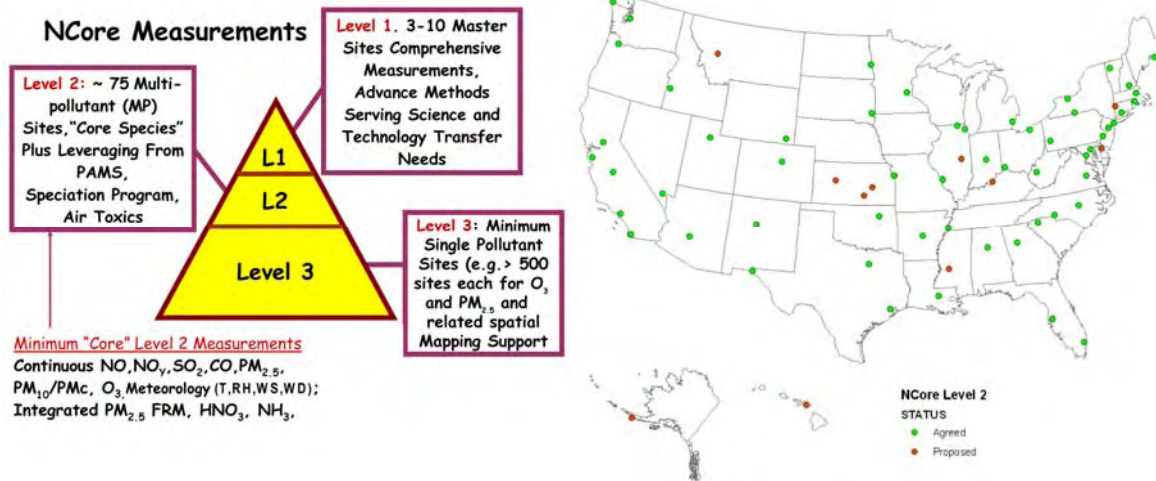 NCore Measurements
Level 1. 3-10 Master
Sites Comprehensive
Measurements,
Advance Methods
Serving Science and
Technology Transfer
Needs
Level 2: ~ 75 Multi-
pollutant (MP)
Sites,"Core Species"
Plus Leveraging From
PAMS,
Speciation Program,
Air Toxics
L1
L2
Level 3
Level 3: Minimum
Single Pollutant
Sites (e.g.> 500
sites each for O₃
and PM₂.₅ and
related spatial
Mapping Support
Minimum "Core" Level 2 Measurements
Continuous NO,NOY,SO₂,CO,PM₂.₅,
PM₁₀/PMc, O₃,Meteorology (T,RH,WS,WD);
Integrated PM₂.₅ FRM, HNO₃, NH₃,
NCore Level 2
STATUS
Agreed
Proposed